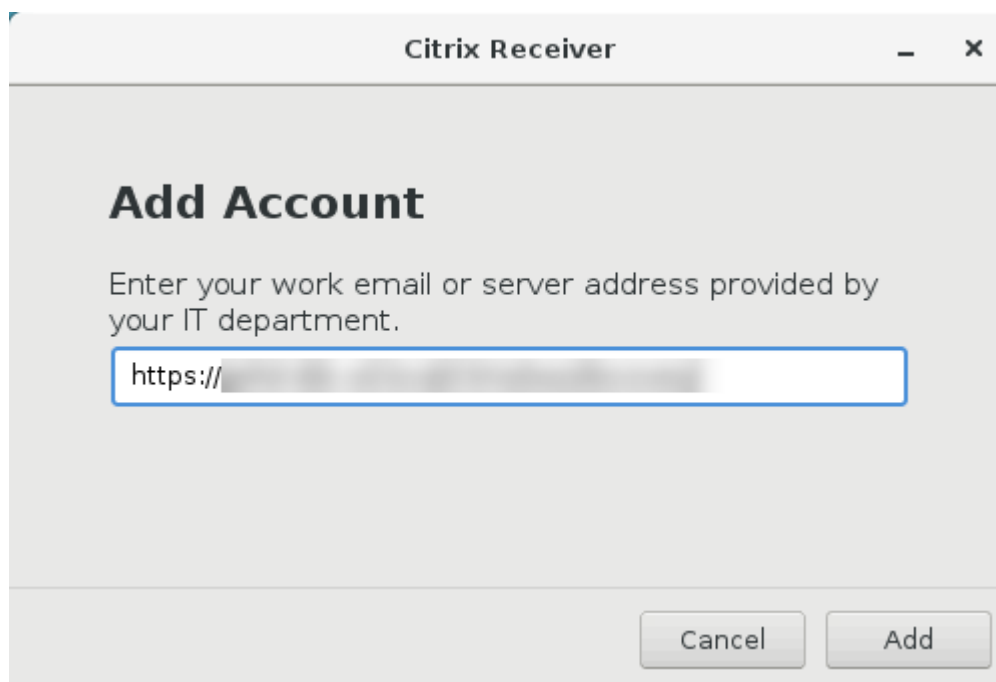 Citrix Receiver
Add Account
Enter your work email or server address provided by
your IT department.
https://
Cancel
Add